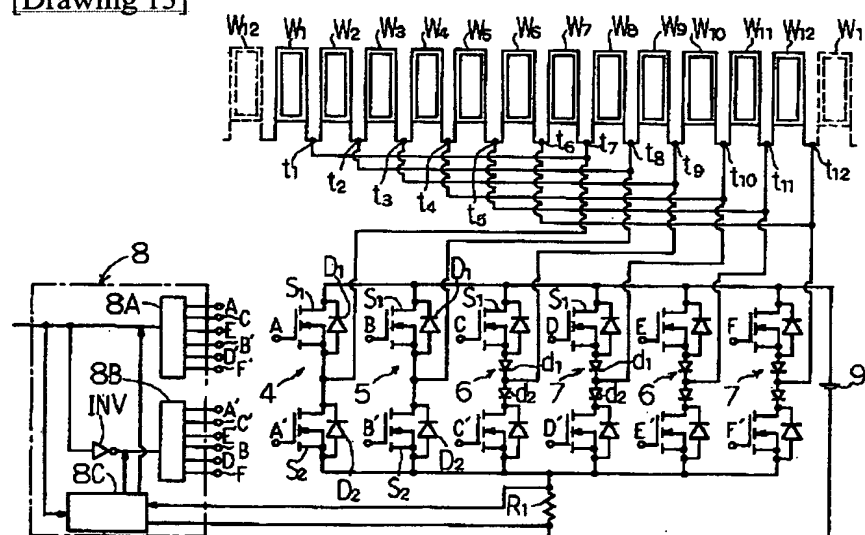 [Drawing 13]
W12 W1 W2 W3 W4 W5 W6 W7 W8 W9 W10 W11 W12 W1
t1 t2 t3 t4 t5 t6 t7 t8 t9 t10 t11 t12
8
8A
A
C
E
B'
D'
F'
8B
A'
C'
E'
B
D
F
INV
8C
S1 D1 S1 D1 S1 S1
A B C D E F
d1 d1
4 5 6 7 6 7 9
d2 d2
A' B' C' D' E' F'
S2 D2 S2 D2
R1